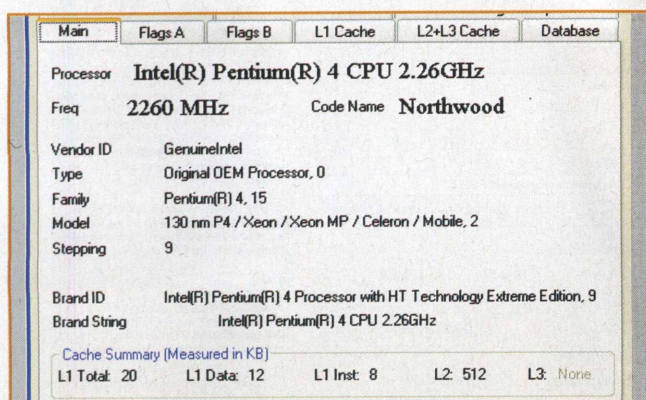 Main Flags A Flags B L1 Cache L2+L3 Cache Database
Processor Intel(R) Pentium(R) 4 CPU 2.26GHz
Freq 2260 MHz Code Name Northwood
Vendor ID GenuineIntel
Type Original OEM Processor, 0
Family Pentium(R) 4, 15
Model 130 nm P4 / Xeon / Xeon MP / Celeron / Mobile, 2
Stepping 9
Brand ID Intel(R) Pentium(R) 4 Processor with HT Technology Extreme Edition, 9
Brand String Intel(R) Pentium(R) 4 CPU 2.26GHz
Cache Summary (Measured in KB)
L1 Total: 20 L1 Data: 12 L1 Inst: 8 L2: 512 L3: None